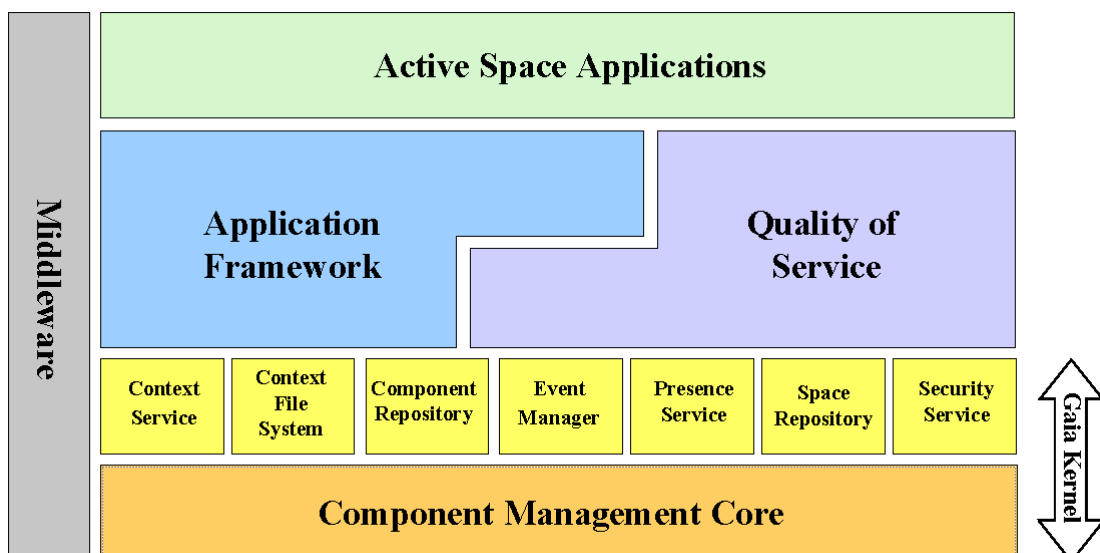 Middleware
Active Space Applications
Application
Framework
Quality of
Service
Context
Service
Context
File
System
Component
Repository
Event
Manager
Presence
Service
Space
Repository
Security
Service
Gaia Kernel
Component Management Core